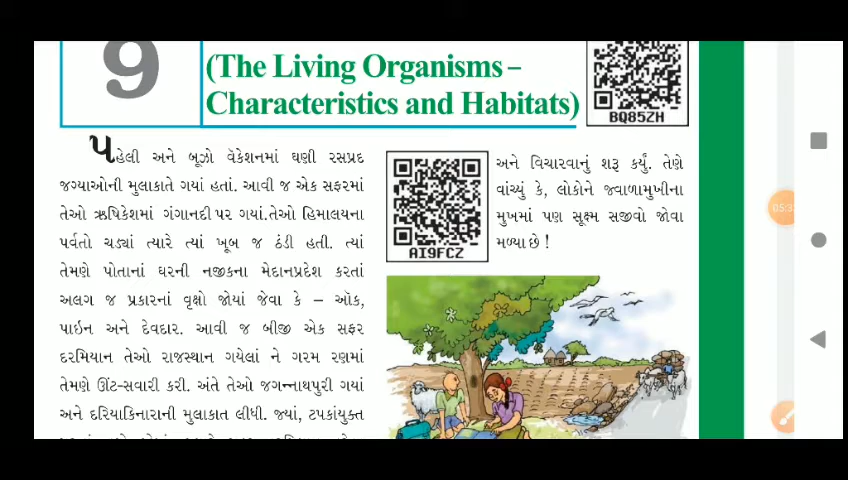 9
(The Living Organisms –
Characteristics and Habitats)
BQ85ZH
પહેલી અને બૂઝો વૅકેશનમાં ઘણી રસપ્રદ
જગ્યાઓની મુલાકાતે ગયાં હતાં. આવી જ એક સફરમાં
તેઓ ઋષિકેશમાં ગંગાનદી પર ગયાં.તેઓ હિમાલયના
પર્વતો ચડ્યાં ત્યારે ત્યાં ખૂબ જ ઠંડી હતી. ત્યાં
તેમણે પોતાનાં ઘરની નજીકના મેદાનપ્રદેશ કરતાં
અલગ જ પ્રકારનાં વૃક્ષો જોયાં જેવા કે – ઑક,
પાઇન અને દેવદાર. આવી જ બીજી એક સફર
દરમિયાન તેઓ રાજસ્થાન ગયેલાં ને ગરમ રણમાં
તેમણે ઊંટ-સવારી કરી. અંતે તેઓ જગન્નાથપુરી ગયાં
અને દરિયાકિનારાની મુલાકાત લીધી. જ્યાં, ટપકાંયુક્ત
AI9FCZ
અને વિચારવાનું શરૂ કર્યું. તેણે
વાંચ્યું કે, લોકોને જ્વાળામુખીના
મુખમાં પણ સૂક્ષ્મ સજીવો જોવા
મળ્યા છે !